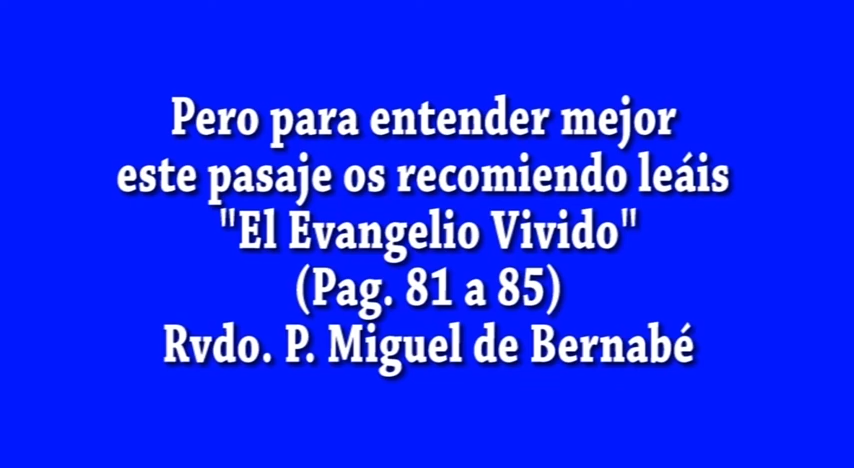 Pero para entender mejor
este pasaje os recomiendo leáis
"El Evangelio Vivido"
(Pag. 81 a 85)
Rvdo. P. Miguel de Bernabé